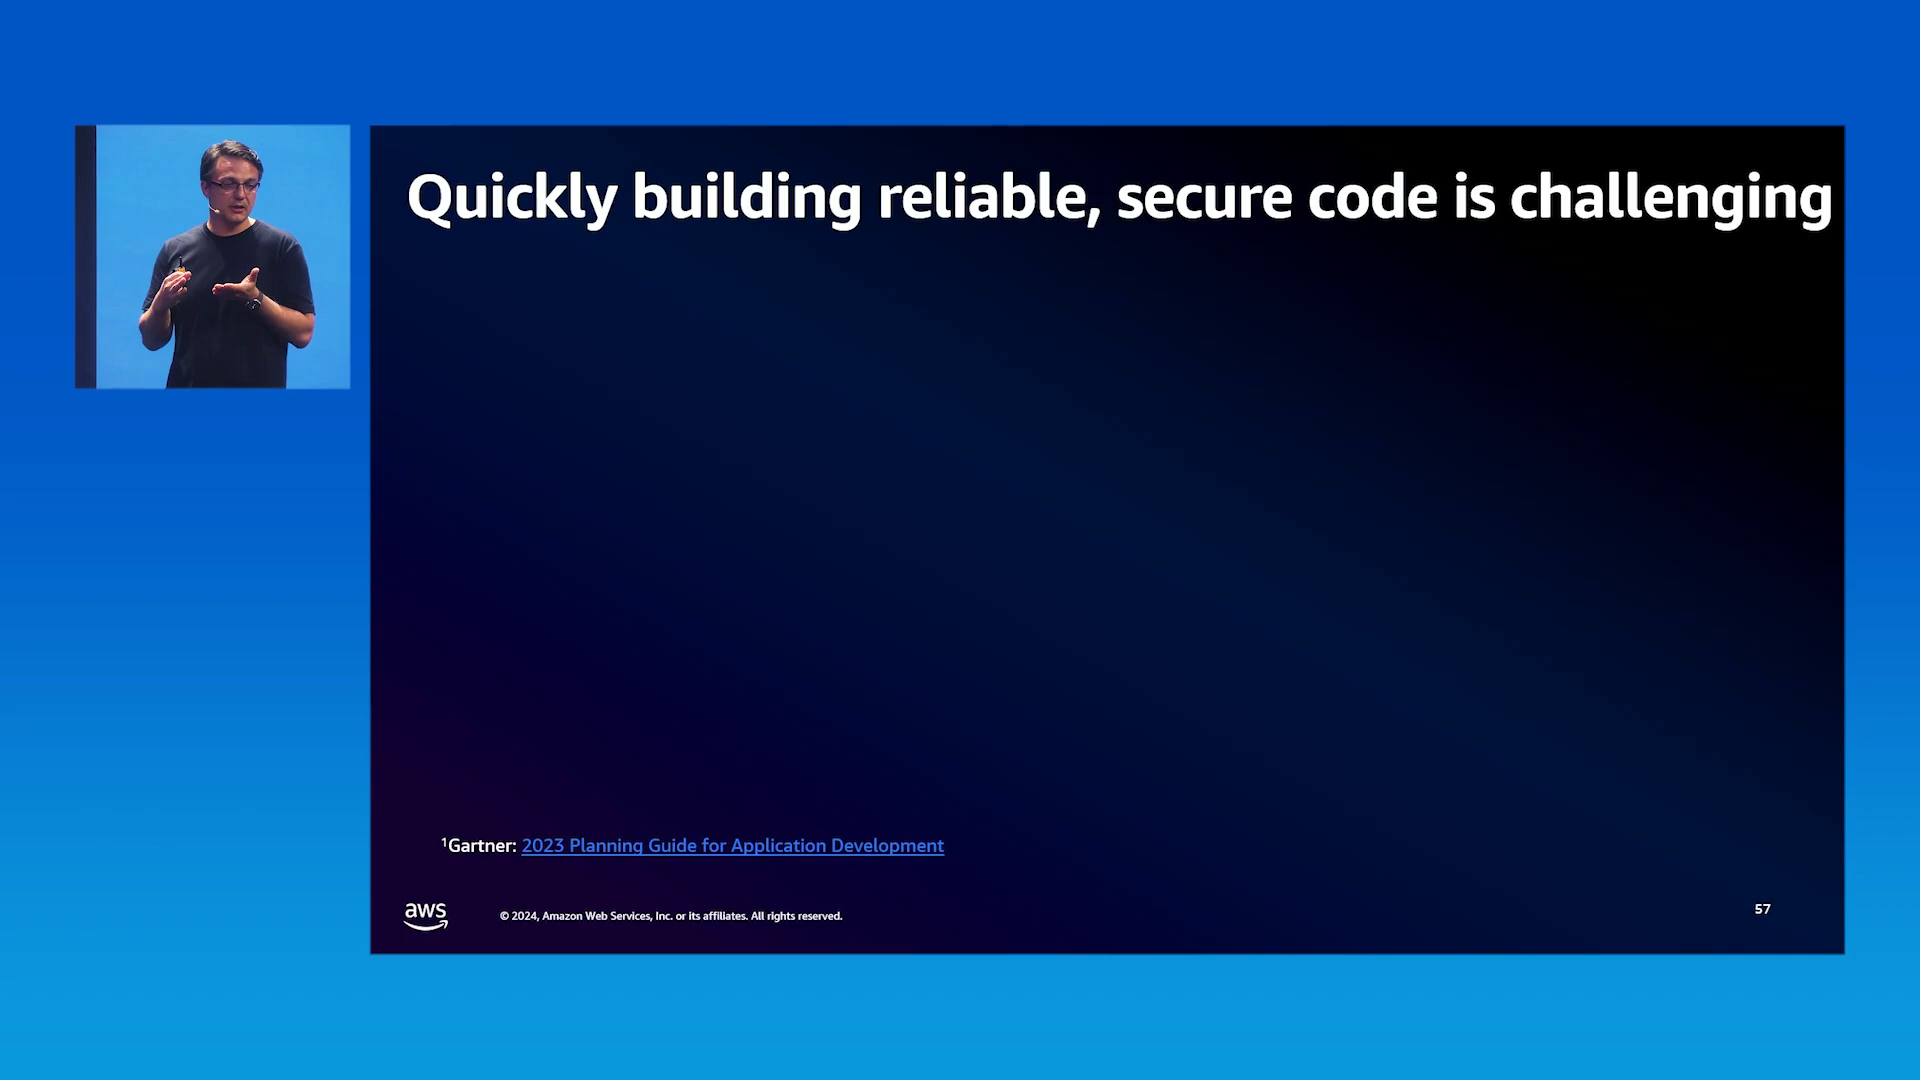 Quickly building reliable, secure code is challenging
¹Gartner: 2023 Planning Guide for Application Development
aws
© 2024, Amazon Web Services, Inc. or its affiliates. All rights reserved.
57